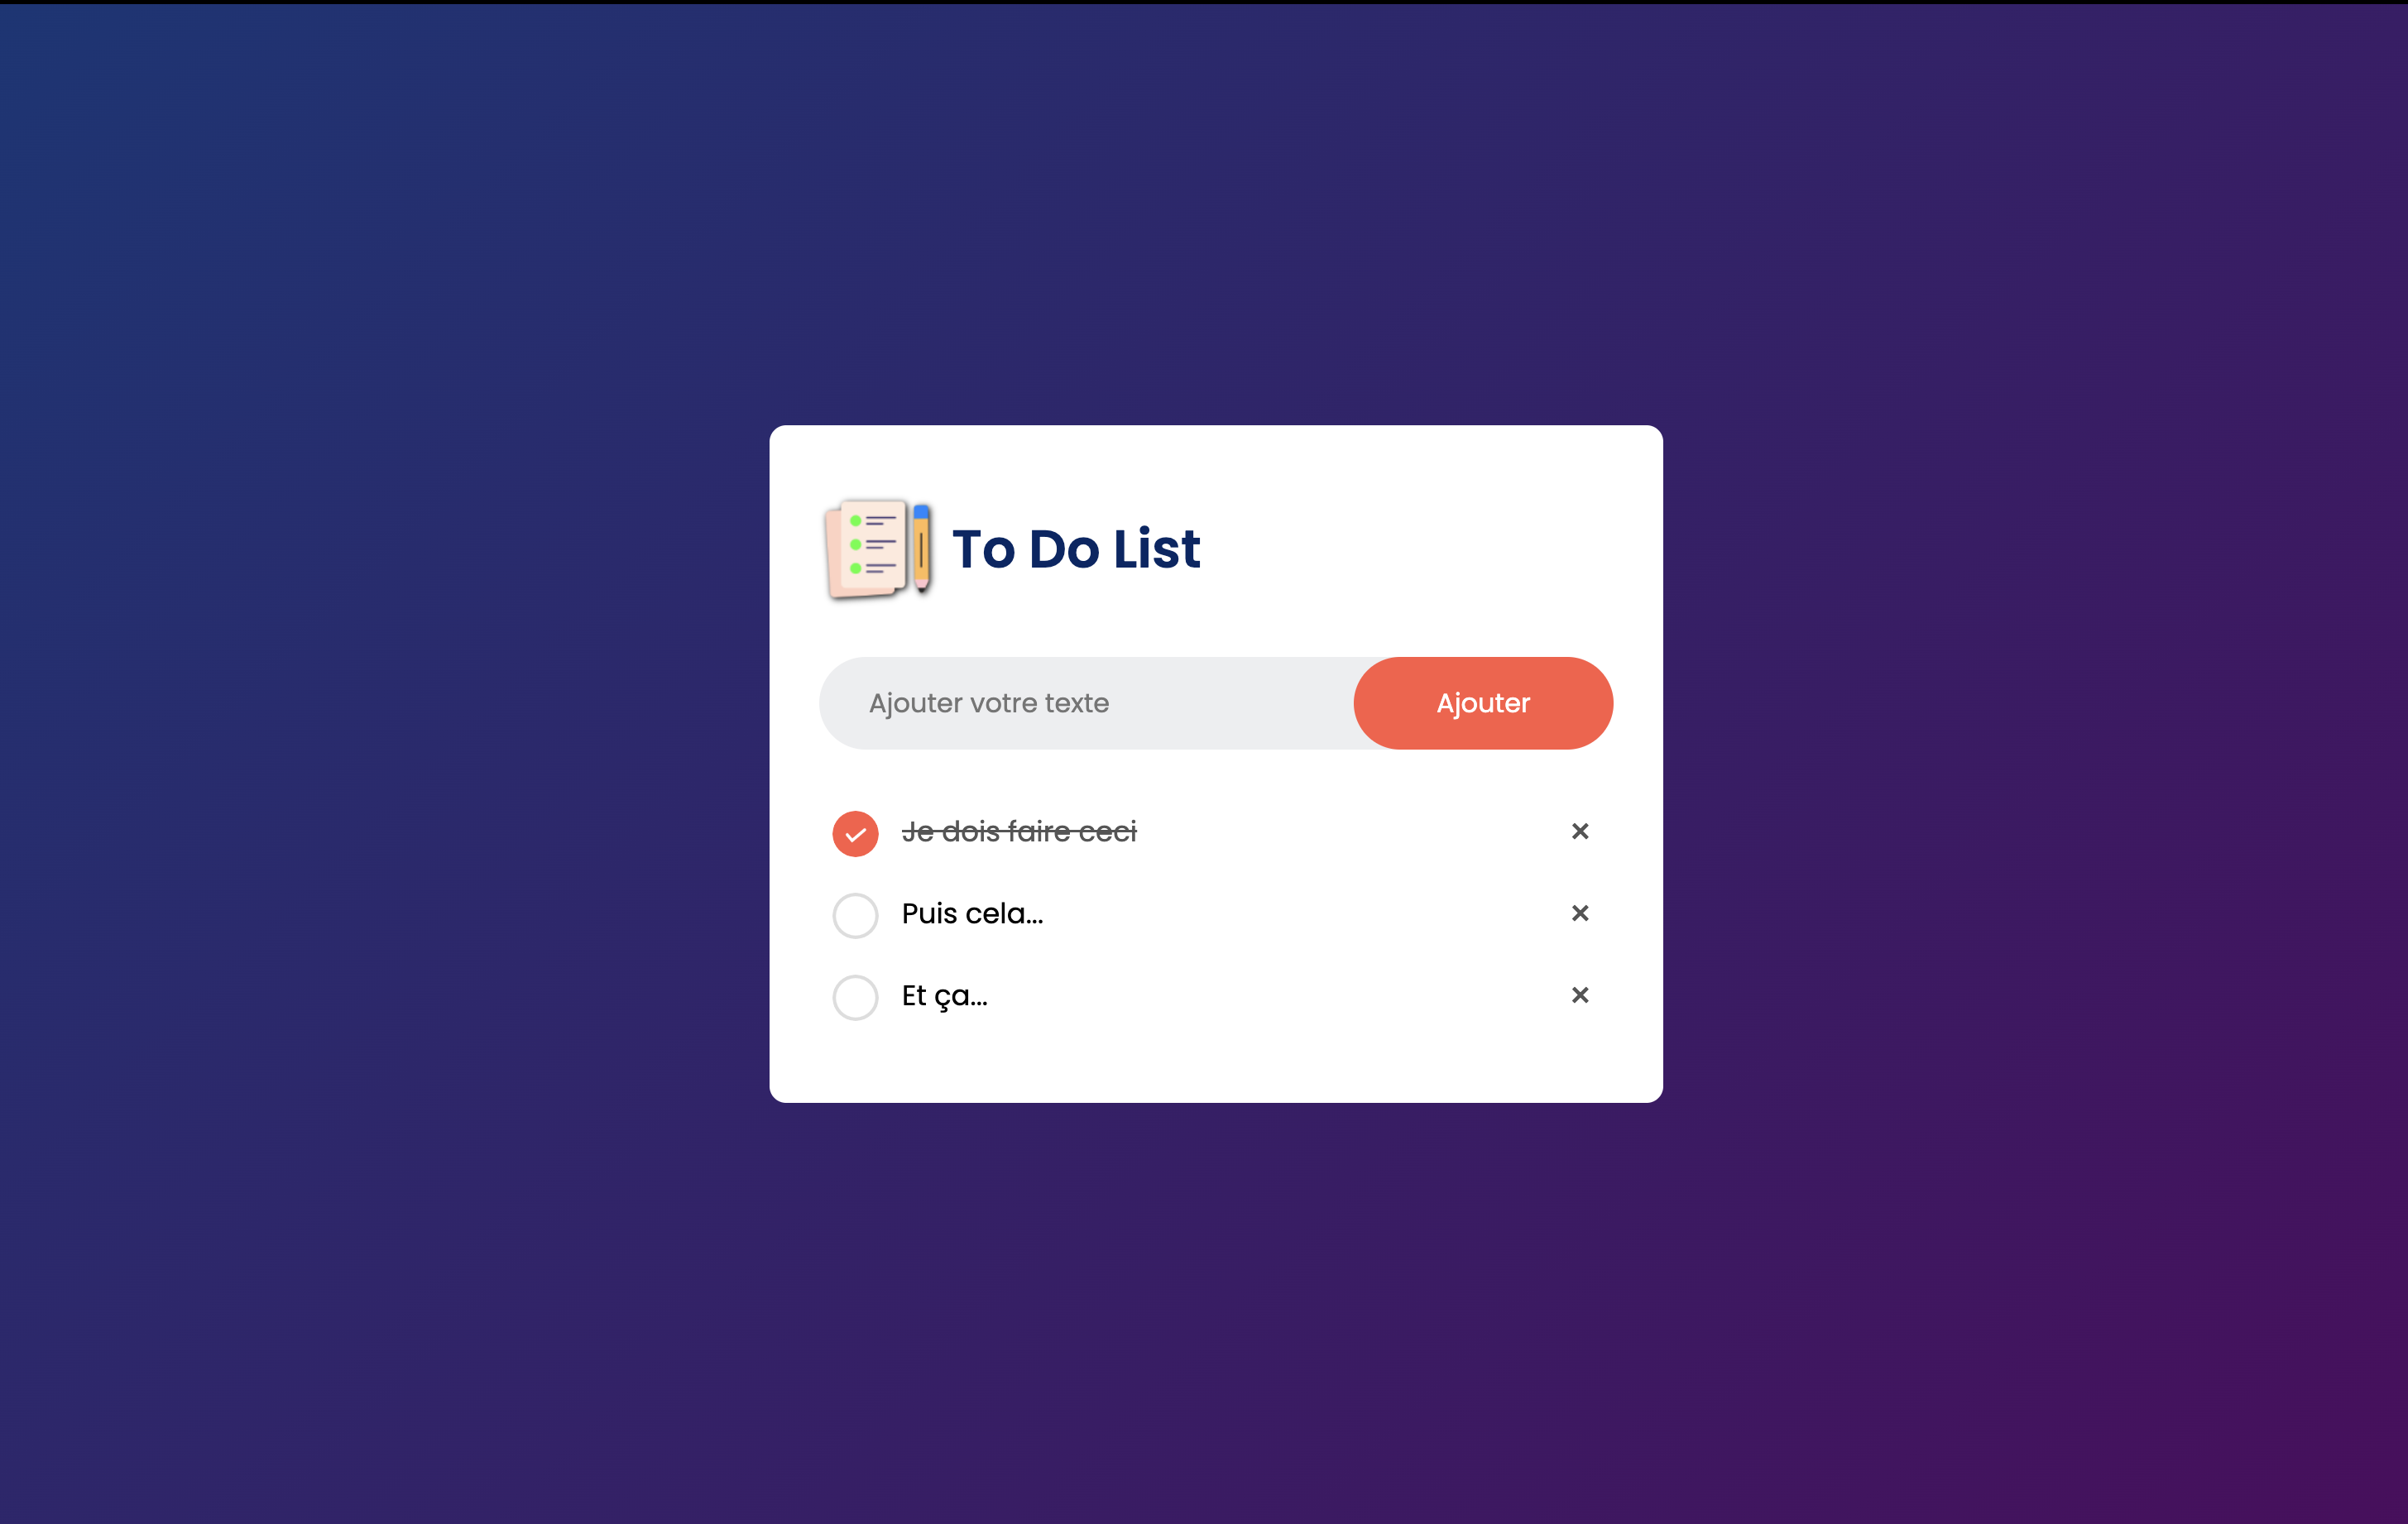 To Do List
Ajouter votre texte
Ajouter
Je dois faire ceci
Puis cela...
Et ça...